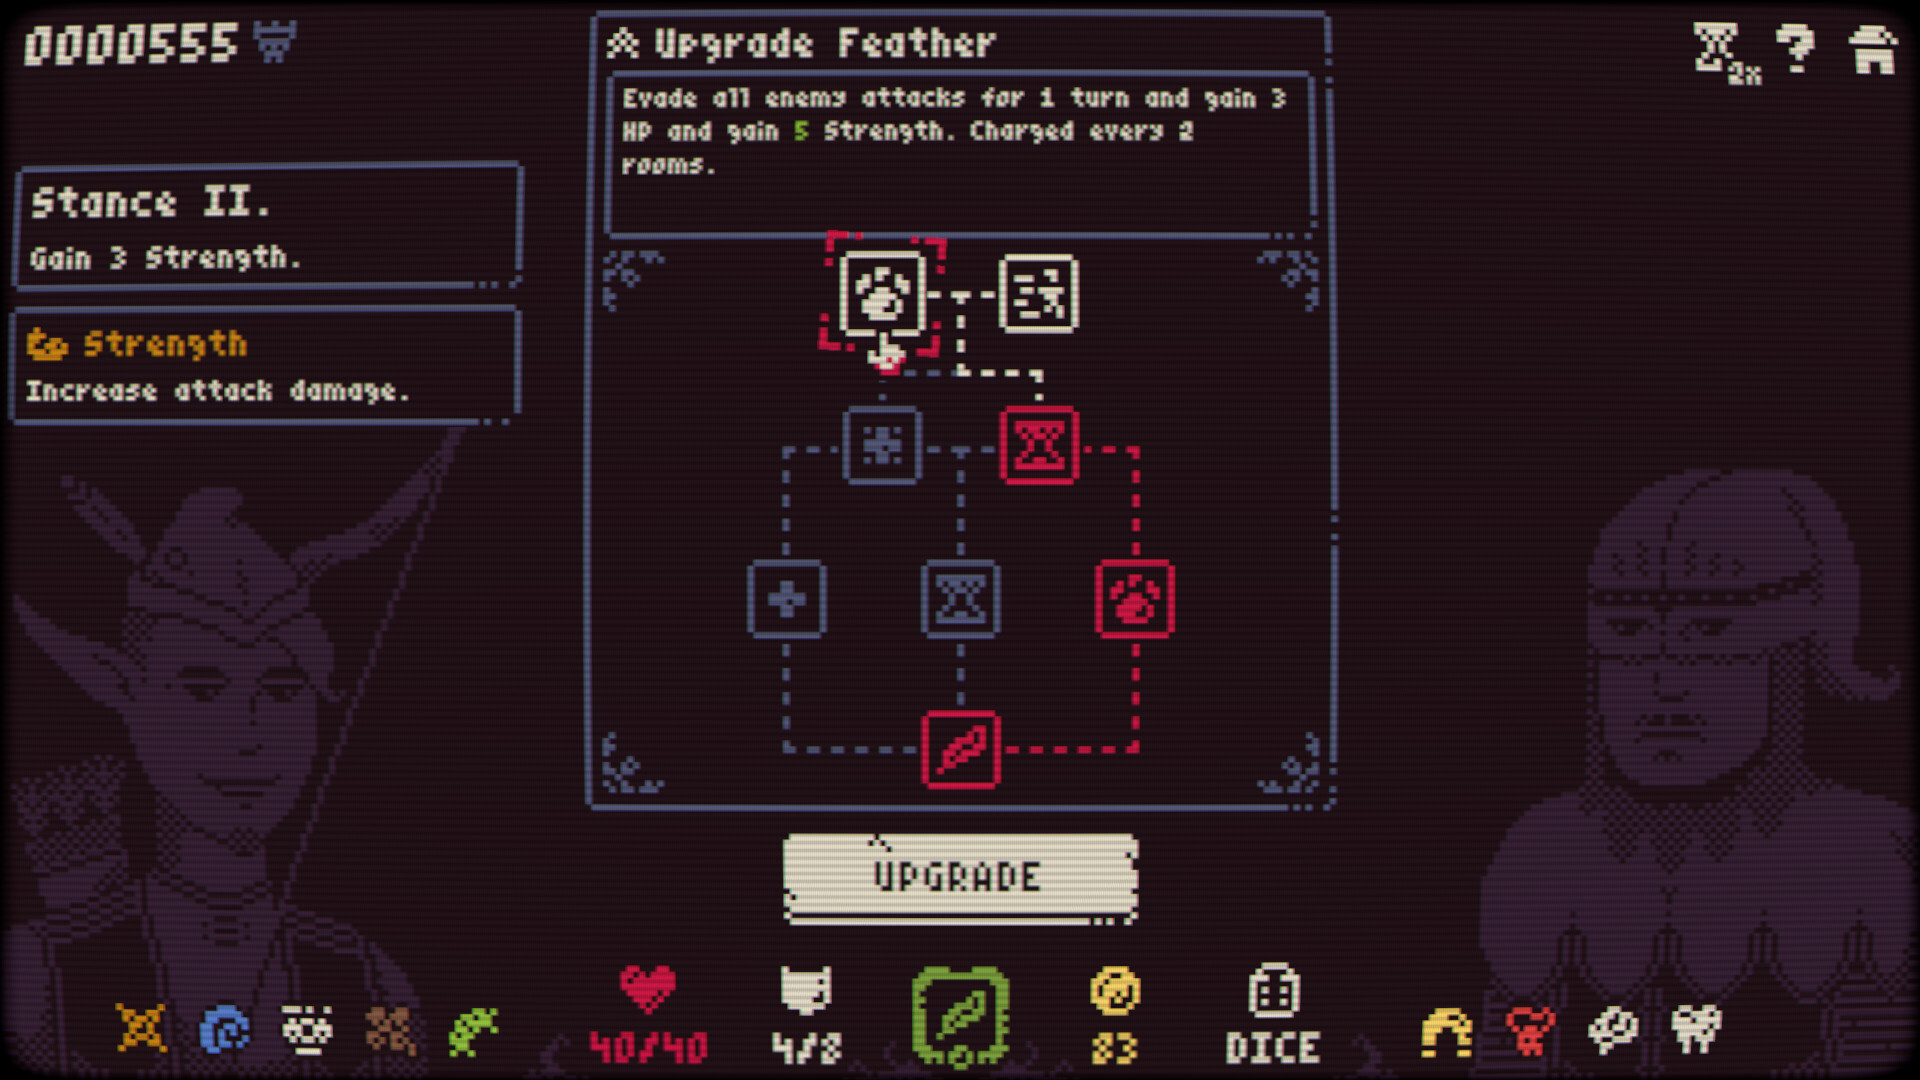 0000555
Upgrade Feather
2x
?
Evade all enemy attacks for 1 turn and gain 3
HP and gain 5 Strength. Charged every 2
rooms.
Stance II.
Gain 3 Strength.
Strength
Increase attack damage.
UPGRADE
40/40
4/8
83
DICE